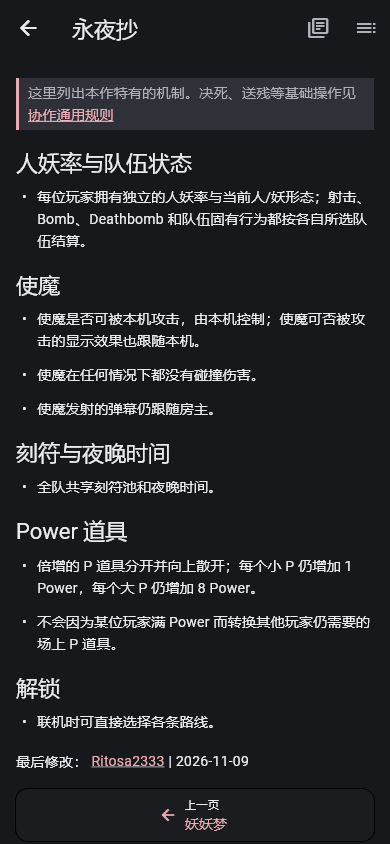 永夜抄
这里列出本作特有的机制。决死、送残等基础操作见
协作通用规则
人妖率与队伍状态
• 每位玩家拥有独立的人妖率与当前人/妖形态；射击、
Bomb、Deathbomb 和队伍固有行为都按各自所选队
伍结算。
使魔
• 使魔是否可被本机攻击，由本机控制；使魔可否被攻
击的显示效果也跟随本机。
• 使魔在任何情况下都没有碰撞伤害。
• 使魔发射的弹幕仍跟随房主。
刻符与夜晚时间
• 全队共享刻符池和夜晚时间。
Power 道具
• 倍增的 P 道具分开并向上散开；每个小 P 仍增加 1
Power，每个大 P 仍增加 8 Power。
• 不会因为某位玩家满 Power 而转换其他玩家仍需要的
场上 P 道具。
解锁
• 联机时可直接选择各条路线。
最后修改： Ritosa2333 | 2026-11-09
上一页
妖妖梦